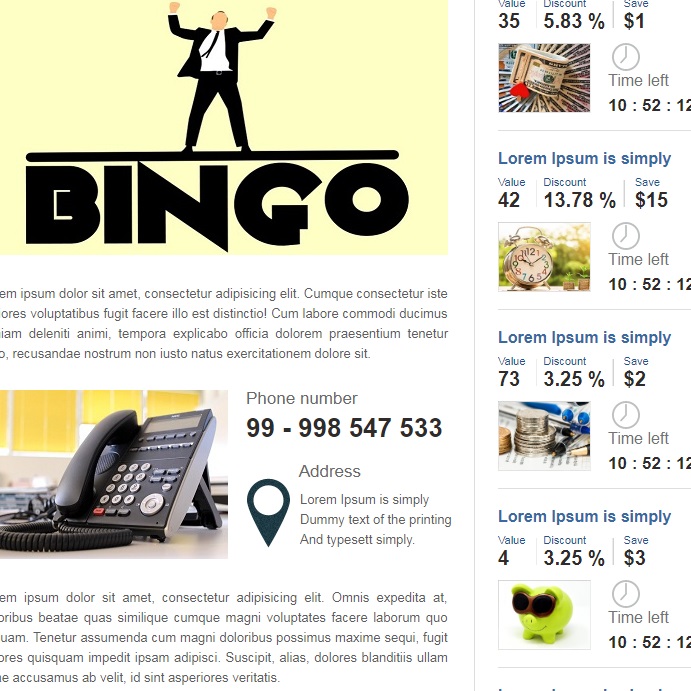 BINGO
em ipsum dolor sit amet, consectetur adipisicing elit. Cumque consectetur iste
ores voluptatibus fugit facere illo est distinctio! Cum labore commodi ducimus
iam deleniti animi, tempora explicabo officia dolorem praesentium tenetur
o, recusandae nostrum non iusto natus exercitationem dolore sit.
Phone number
99 - 998 547 533
Address
Lorem Ipsum is simply
Dummy text of the printing
And typesett simply.
em ipsum dolor sit amet, consectetur adipisicing elit. Omnis expedita at,
oribus beatae quas similique cumque magni voluptates facere laborum quo
uam. Tenetur assumenda cum magni doloribus possimus maxime sequi, fugit
ores quisquam impedit ipsam adipisci. Suscipit, alias, dolores blanditiis ullam
ne accusamus ab velit, id sint asperiores veritatis.
Value Discount Save
35 5.83 % $1
Time left
10 : 52 : 12
Lorem Ipsum is simply
Value Discount Save
42 13.78 % $15
Time left
10 : 52 : 12
Lorem Ipsum is simply
Value Discount Save
73 3.25 % $2
Time left
10 : 52 : 12
Lorem Ipsum is simply
Value Discount Save
4 3.25 % $3
Time left
10 : 52 : 12